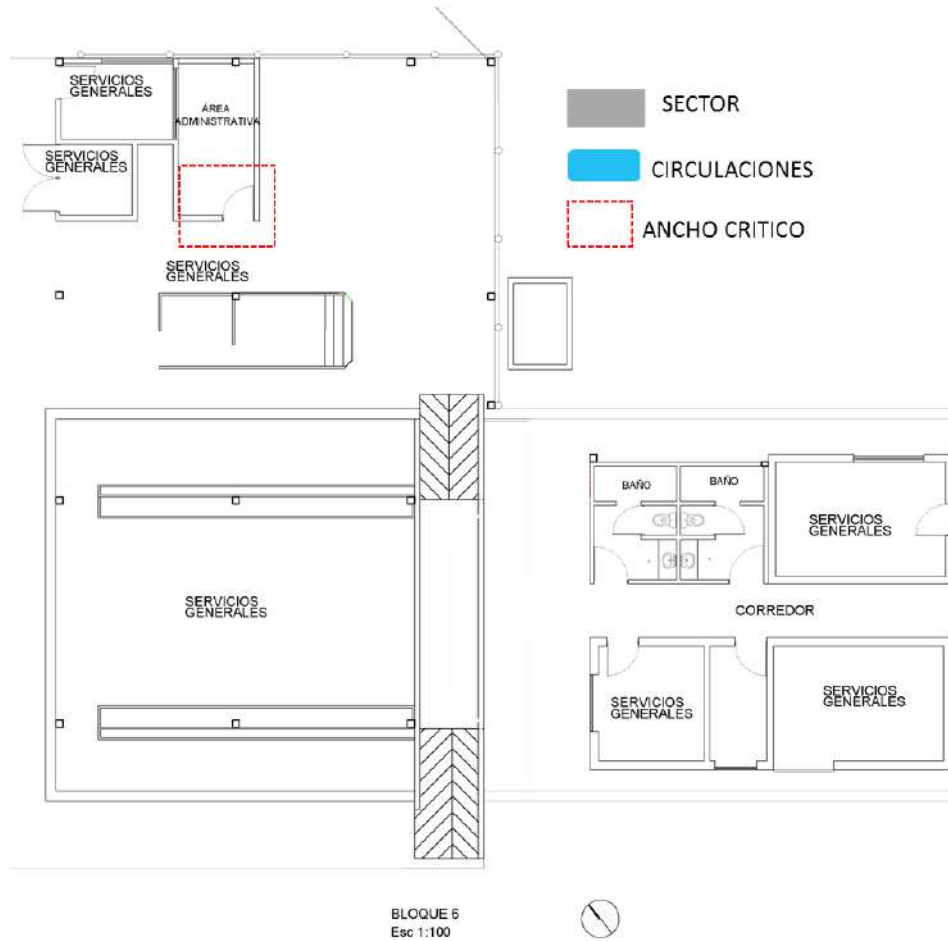 SERVICIOS
GENERALES
ÁREA
ADMINISTRATIVA
SERVICIOS
GENERALES
SERVICIOS
GENERALES
SECTOR
CIRCULACIONES
ANCHO CRITICO
BAÑO
BAÑO
SERVICIOS
GENERALES
SERVICIOS
GENERALES
CORREDOR
SERVICIOS
GENERALES
SERVICIOS
GENERALES
BLOQUE 6
Esc 1:100